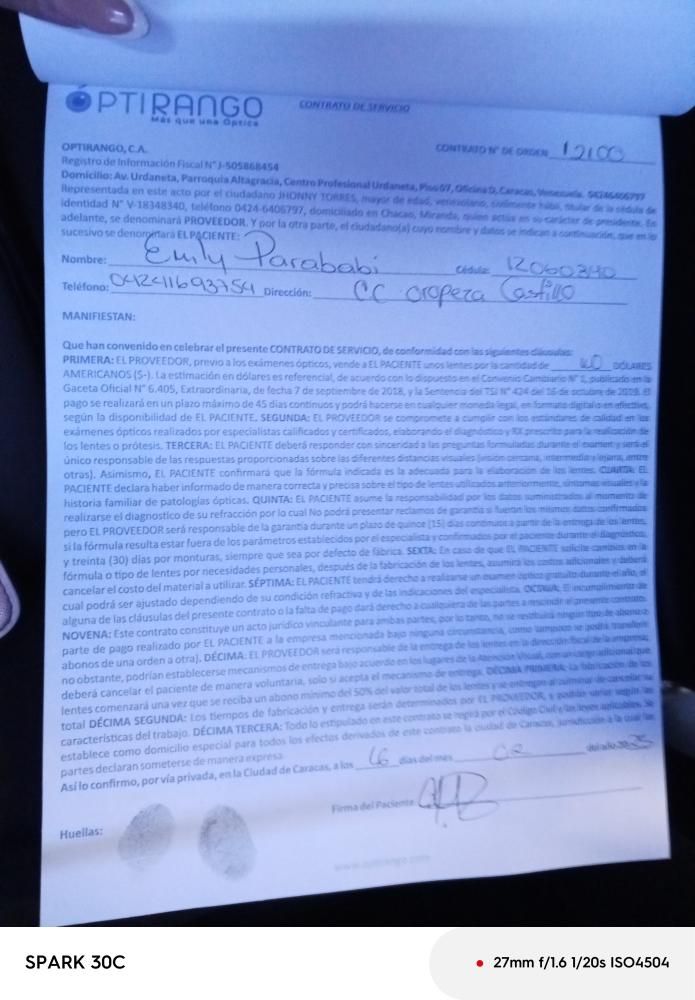 ÓPTIRANGO
Más que una Óptica
CONTRATO DE SERVICIO
OPTIRANGO, C.A.
CONTRATO N° DE ORDEN 12100
Registro de Información Fiscal N° J-505868454
Domicilio: Av. Urdaneta, Parroquia Altagracia, Centro Profesional Urdaneta, Piso 07, Oficina D, Caracas, Venezuela. 04246406797
Representada en este acto por el ciudadano JHONNY TORRES, mayor de edad, venezolano, civilmente hábil, titular de la cédula de
identidad N° V-18348340, teléfono 0424-6406797, domiciliado en Chacao, Miranda, quien actúa en su carácter de presidente. En
adelante, se denominará PROVEEDOR. Y por la otra parte, el ciudadano(a) cuyo nombre y datos se indican a continuación, que en lo
sucesivo se denominará EL PACIENTE:
Nombre: Emily Parababi Cédula: 12060340
Teléfono: 04241693754 Dirección: CC oropeza Castillo
MANIFIESTAN:
Que han convenido en celebrar el presente CONTRATO DE SERVICIO, de conformidad con las siguientes cláusulas:
PRIMERA: EL PROVEEDOR, previo a los exámenes ópticos, vende a EL PACIENTE unos lentes por la cantidad de DÓLARES
AMERICANOS ($-). La estimación en dólares es referencial, de acuerdo con lo dispuesto en el Convenio Cambiario N° 1, publicado en la
Gaceta Oficial N° 6.405, Extraordinaria, de fecha 7 de septiembre de 2018, y la Sentencia del TSJ N° 424 del 16 de octubre de 2019. El
pago se realizará en un plazo máximo de 45 días continuos y podrá hacerse en cualquier moneda legal, en formato digital o en efectivo,
según la disponibilidad de EL PACIENTE. SEGUNDA: EL PROVEEDOR se compromete a cumplir con los estándares de calidad en los
exámenes ópticos realizados por especialistas calificados y certificados, elaborando el diagnóstico y RX prescrito para la realización de
los lentes o prótesis. TERCERA: EL PACIENTE deberá responder con sinceridad a las preguntas formuladas durante el examen y será el
único responsable de las respuestas proporcionadas sobre las diferentes distancias visuales (visión cercana, intermedia y lejana, entre
otras). Asimismo, EL PACIENTE confirmará que la fórmula indicada es la adecuada para la elaboración de los lentes. CUARTA: EL
PACIENTE declara haber informado de manera correcta y precisa sobre el tipo de lentes utilizados anteriormente, síntomas visuales y la
historia familiar de patologías ópticas. QUINTA: EL PACIENTE asume la responsabilidad por los datos suministrados al momento de
realizarse el diagnostico de su refracción por lo cual No podrá presentar reclamos de garantía si fueran los mismos datos confirmados
pero EL PROVEEDOR será responsable de la garantía durante un plazo de quince (15) días continuos a partir de la entrega de los lentes,
si la fórmula resulta estar fuera de los parámetros establecidos por el especialista y confirmados por el paciente durante el diagnóstico,
y treinta (30) días por monturas, siempre que sea por defecto de fábrica. SEXTA: En caso de que EL PACIENTE solicite cambios en la
fórmula o tipo de lentes por necesidades personales, después de la fabricación de los lentes, asumirá los costos adicionales y deberá
cancelar el costo del material a utilizar. SÉPTIMA: EL PACIENTE tendrá derecho a realizarse un examen óptico gratuito durante el año, el
cual podrá ser ajustado dependiendo de su condición refractiva y de las indicaciones del especialista. OCTAVA: El incumplimiento de
alguna de las cláusulas del presente contrato o la falta de pago dará derecho a cualquiera de las partes a rescindir el presente contrato.
NOVENA: Este contrato constituye un acto jurídico vinculante para ambas partes, por lo tanto, no se restituirá ningún tipo de abono o
parte de pago realizado por EL PACIENTE a la empresa mencionada bajo ninguna circunstancia, como tampoco se podrá transferir
abonos de una orden a otra). DÉCIMA: EL PROVEEDOR será responsable de la entrega de los lentes en la dirección fiscal de la empresa;
no obstante, podrían establecerse mecanismos de entrega bajo acuerdo en los lugares de la Atención Visual, con un cargo adicional que
deberá cancelar el paciente de manera voluntaria, solo si acepta el mecanismo de entrega. DÉCIMA PRIMERA: La fabricación de los
lentes comenzará una vez que se reciba un abono mínimo del 50% del valor total de los lentes y se entregan al culminar de cancelar su
total DÉCIMA SEGUNDA: Los tiempos de fabricación y entrega serán determinados por EL PROVEEDOR, y podrán variar según las
características del trabajo. DÉCIMA TERCERA: Todo lo estipulado en este contrato se regirá por el Código Civil y las leyes aplicables. Se
establece como domicilio especial para todos los efectos derivados de este contrato la ciudad de Caracas, jurisdicción a la cual las
partes declaran someterse de manera expresa.
Así lo confirmo, por vía privada, en la Ciudad de Caracas, a los 16 días del mes del año 2025
Firma del Paciente
Huellas:
www.optirango.com
SPARK 30C
27mm f/1.6 1/20s ISO4504